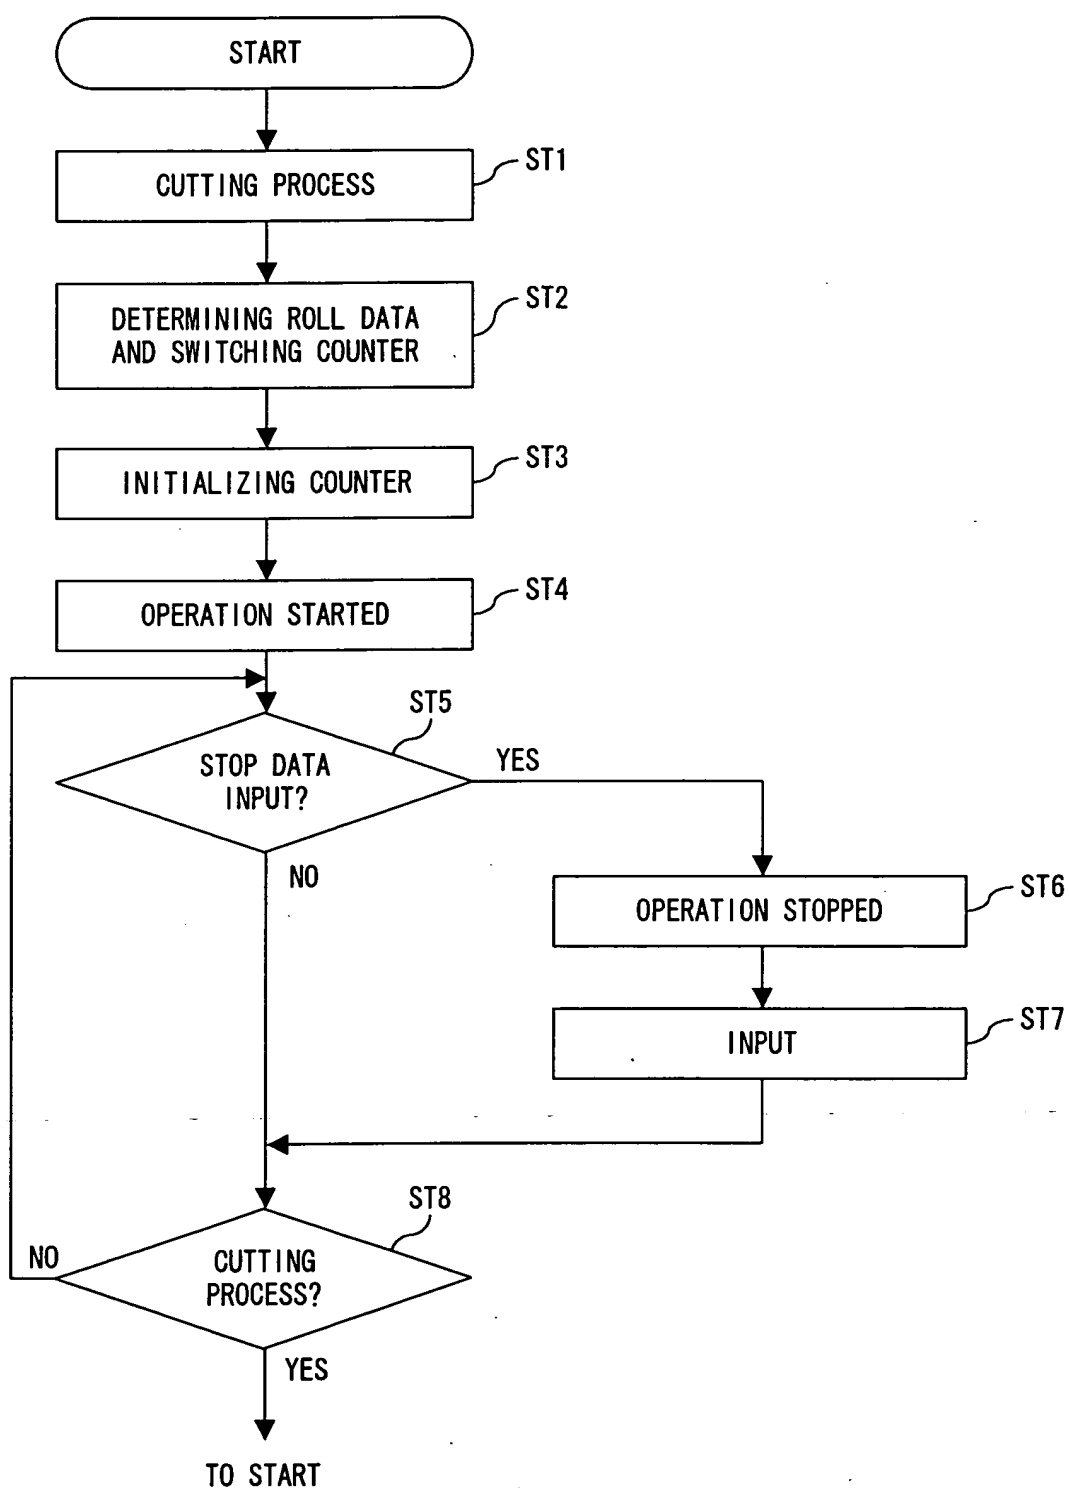 START
CUTTING PROCESS
ST1
DETERMINING ROLL DATA
AND SWITCHING COUNTER
ST2
INITIALIZING COUNTER
ST3
OPERATION STARTED
ST4
STOP DATA
INPUT?
ST5
YES
NO
OPERATION STOPPED
ST6
INPUT
ST7
CUTTING
PROCESS?
ST8
NO
YES
TO START